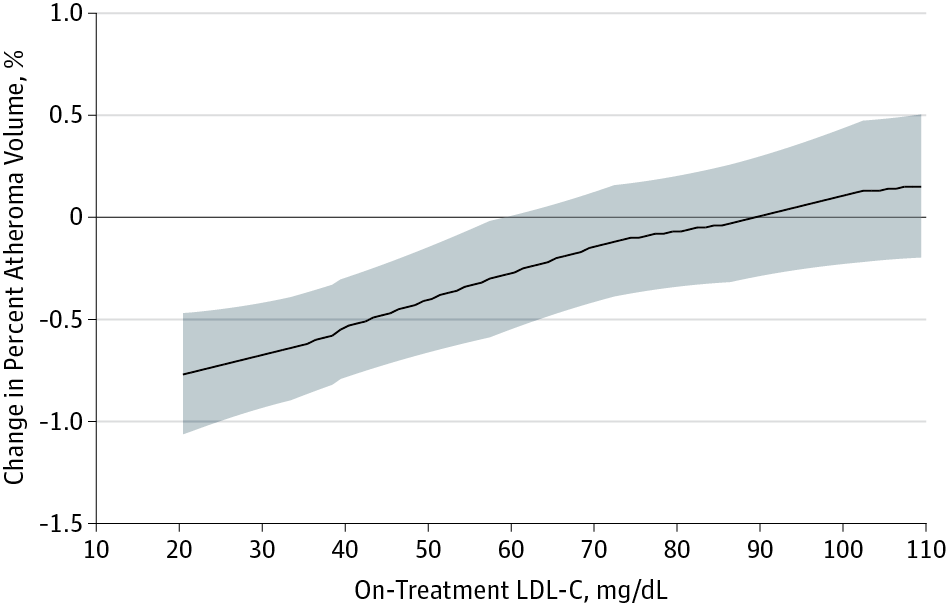 Change in Percent Atheroma Volume, %
1.0
0.5
0
–0.5
–1.0
–1.5
10 20 30 40 50 60 70 80 90 100 110
On-Treatment LDL-C, mg/dL